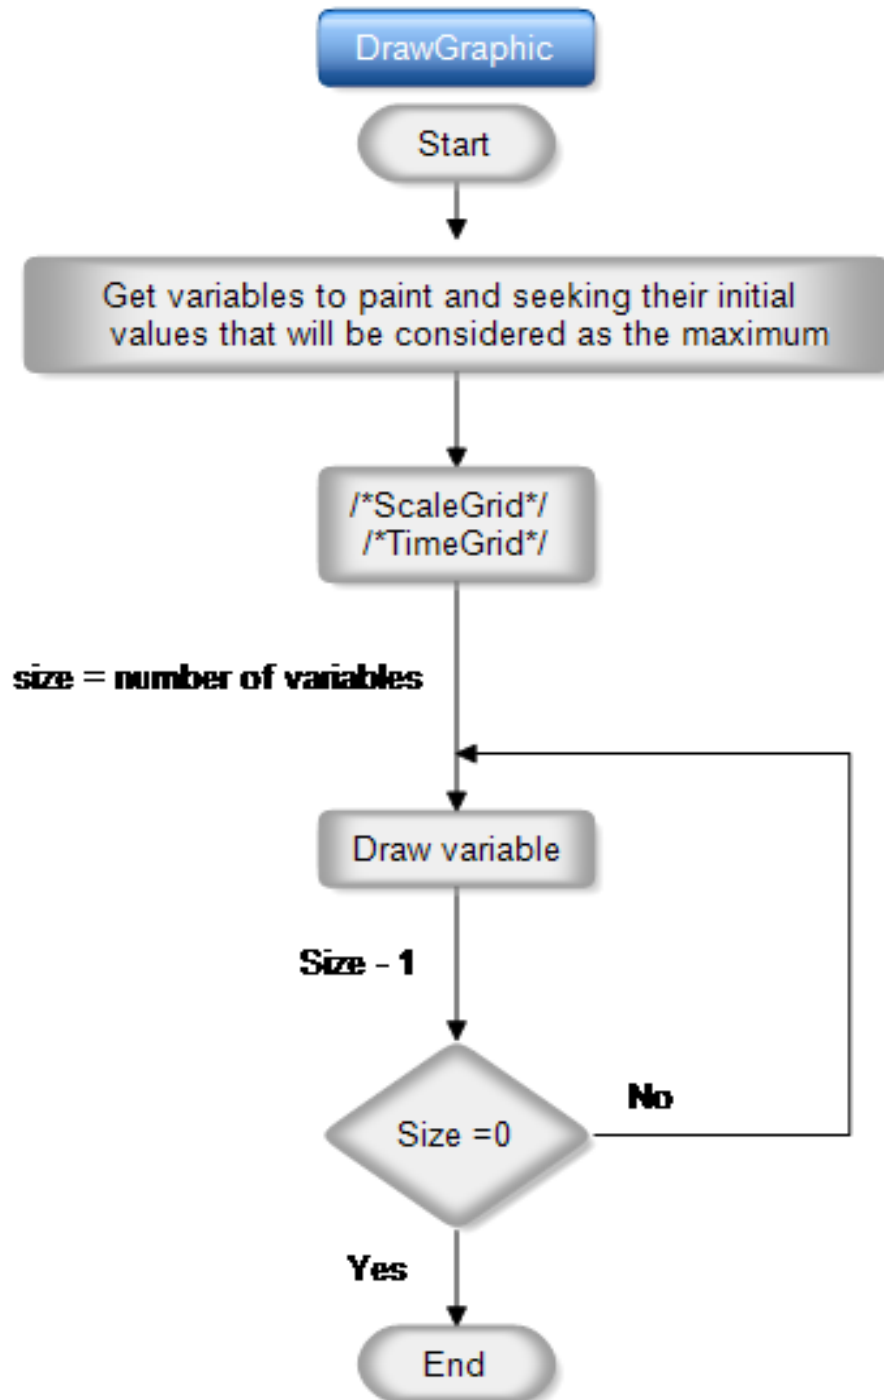 DrawGraphic
Start
Get variables to paint and seeking their initial
values that will be considered as the maximum
/*ScaleGrid*/
/*TimeGrid*/
size = number of variables
Draw variable
Size - 1
Size =0
No
Yes
End